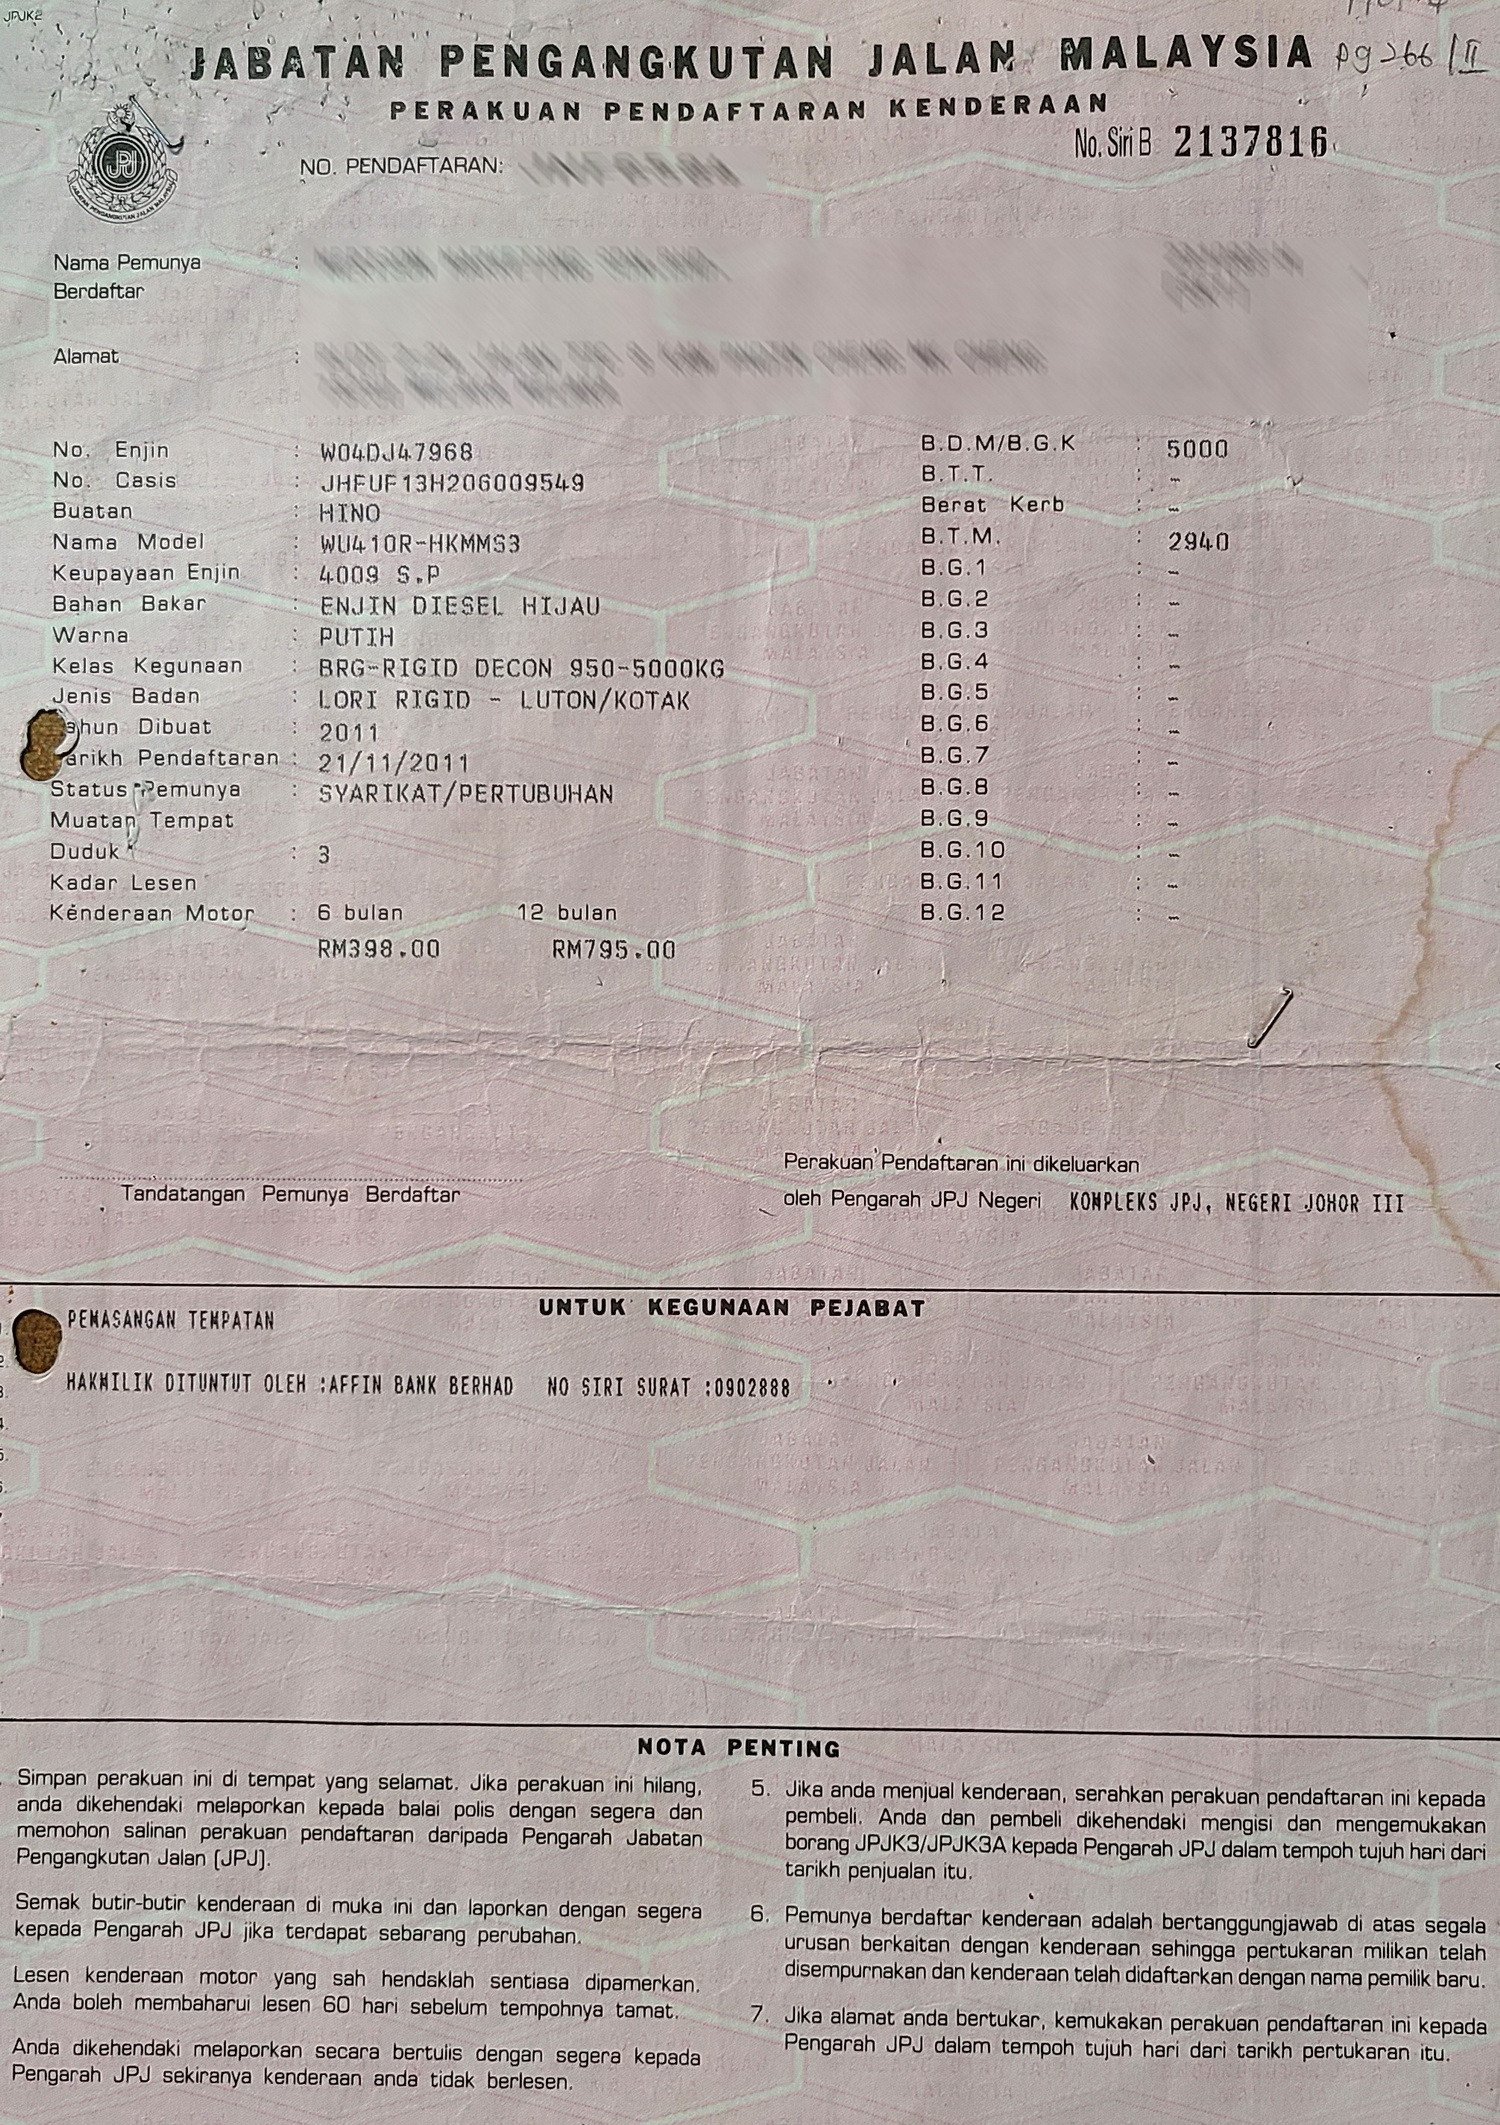 JPJK2
JABATAN PENGANGKUTAN JALAN MALAYSIA
pg 266/II
PERAKUAN PENDAFTARAN KENDERAAN
No. Siri B 2137816
JPJ
JABATAN PENGANGKUTAN JALAN MALAYSIA
NO. PENDAFTARAN:
Nama Pemunya :
Berdaftar
Alamat :
No. Enjin : W04DJ47968
No. Casis : JHFUF13H206009549
Buatan : HINO
Nama Model : WU410R-HKMMS3
Keupayaan Enjin : 4009 S.P
Bahan Bakar : ENJIN DIESEL HIJAU
Warna : PUTIH
Kelas Kegunaan : BRG-RIGID DECON 950-5000KG
Jenis Badan : LORI RIGID - LUTON/KOTAK
ahun Dibuat : 2011
arikh Pendaftaran : 21/11/2011
Status Pemunya : SYARIKAT/PERTUBUHAN
Muatan Tempat
Duduk : 3
Kadar Lesen
Kenderaan Motor : 6 bulan 12 bulan
RM398.00 RM795.00
B.D.M/B.G.K : 5000
B.T.T. : -
Berat Kerb : -
B.T.M. : 2940
B.G.1 : -
B.G.2 : -
B.G.3 : -
B.G.4 : -
B.G.5 : -
B.G.6 : -
B.G.7 : -
B.G.8 : -
B.G.9 : -
B.G.10 : -
B.G.11 : -
B.G.12 : -
Tandatangan Pemunya Berdaftar
Perakuan Pendaftaran ini dikeluarkan
oleh Pengarah JPJ Negeri KOMPLEKS JPJ, NEGERI JOHOR III
UNTUK KEGUNAAN PEJABAT
PEMASANGAN TEMPATAN
HAKMILIK DITUNTUT OLEH :AFFIN BANK BERHAD NO SIRI SURAT :0902888
NOTA PENTING
Simpan perakuan ini di tempat yang selamat. Jika perakuan ini hilang,
anda dikehendaki melaporkan kepada balai polis dengan segera dan
memohon salinan perakuan pendaftaran daripada Pengarah Jabatan
Pengangkutan Jalan (JPJ).
Semak butir-butir kenderaan di muka ini dan laporkan dengan segera
kepada Pengarah JPJ jika terdapat sebarang perubahan.
Lesen kenderaan motor yang sah hendaklah sentiasa dipamerkan.
Anda boleh membaharui lesen 60 hari sebelum tempohnya tamat.
Anda dikehendaki melaporkan secara bertulis dengan segera kepada
Pengarah JPJ sekiranya kenderaan anda tidak berlesen.
5. Jika anda menjual kenderaan, serahkan perakuan pendaftaran ini kepada
pembeli. Anda dan pembeli dikehendaki mengisi dan mengemukakan
borang JPJK3/JPJK3A kepada Pengarah JPJ dalam tempoh tujuh hari dari
tarikh penjualan itu.
6. Pemunya berdaftar kenderaan adalah bertanggungjawab di atas segala
urusan berkaitan dengan kenderaan sehingga pertukaran milikan telah
disempurnakan dan kenderaan telah didaftarkan dengan nama pemilik baru.
7. Jika alamat anda bertukar, kemukakan perakuan pendaftaran ini kepada
Pengarah JPJ dalam tempoh tujuh hari dari tarikh pertukaran itu.